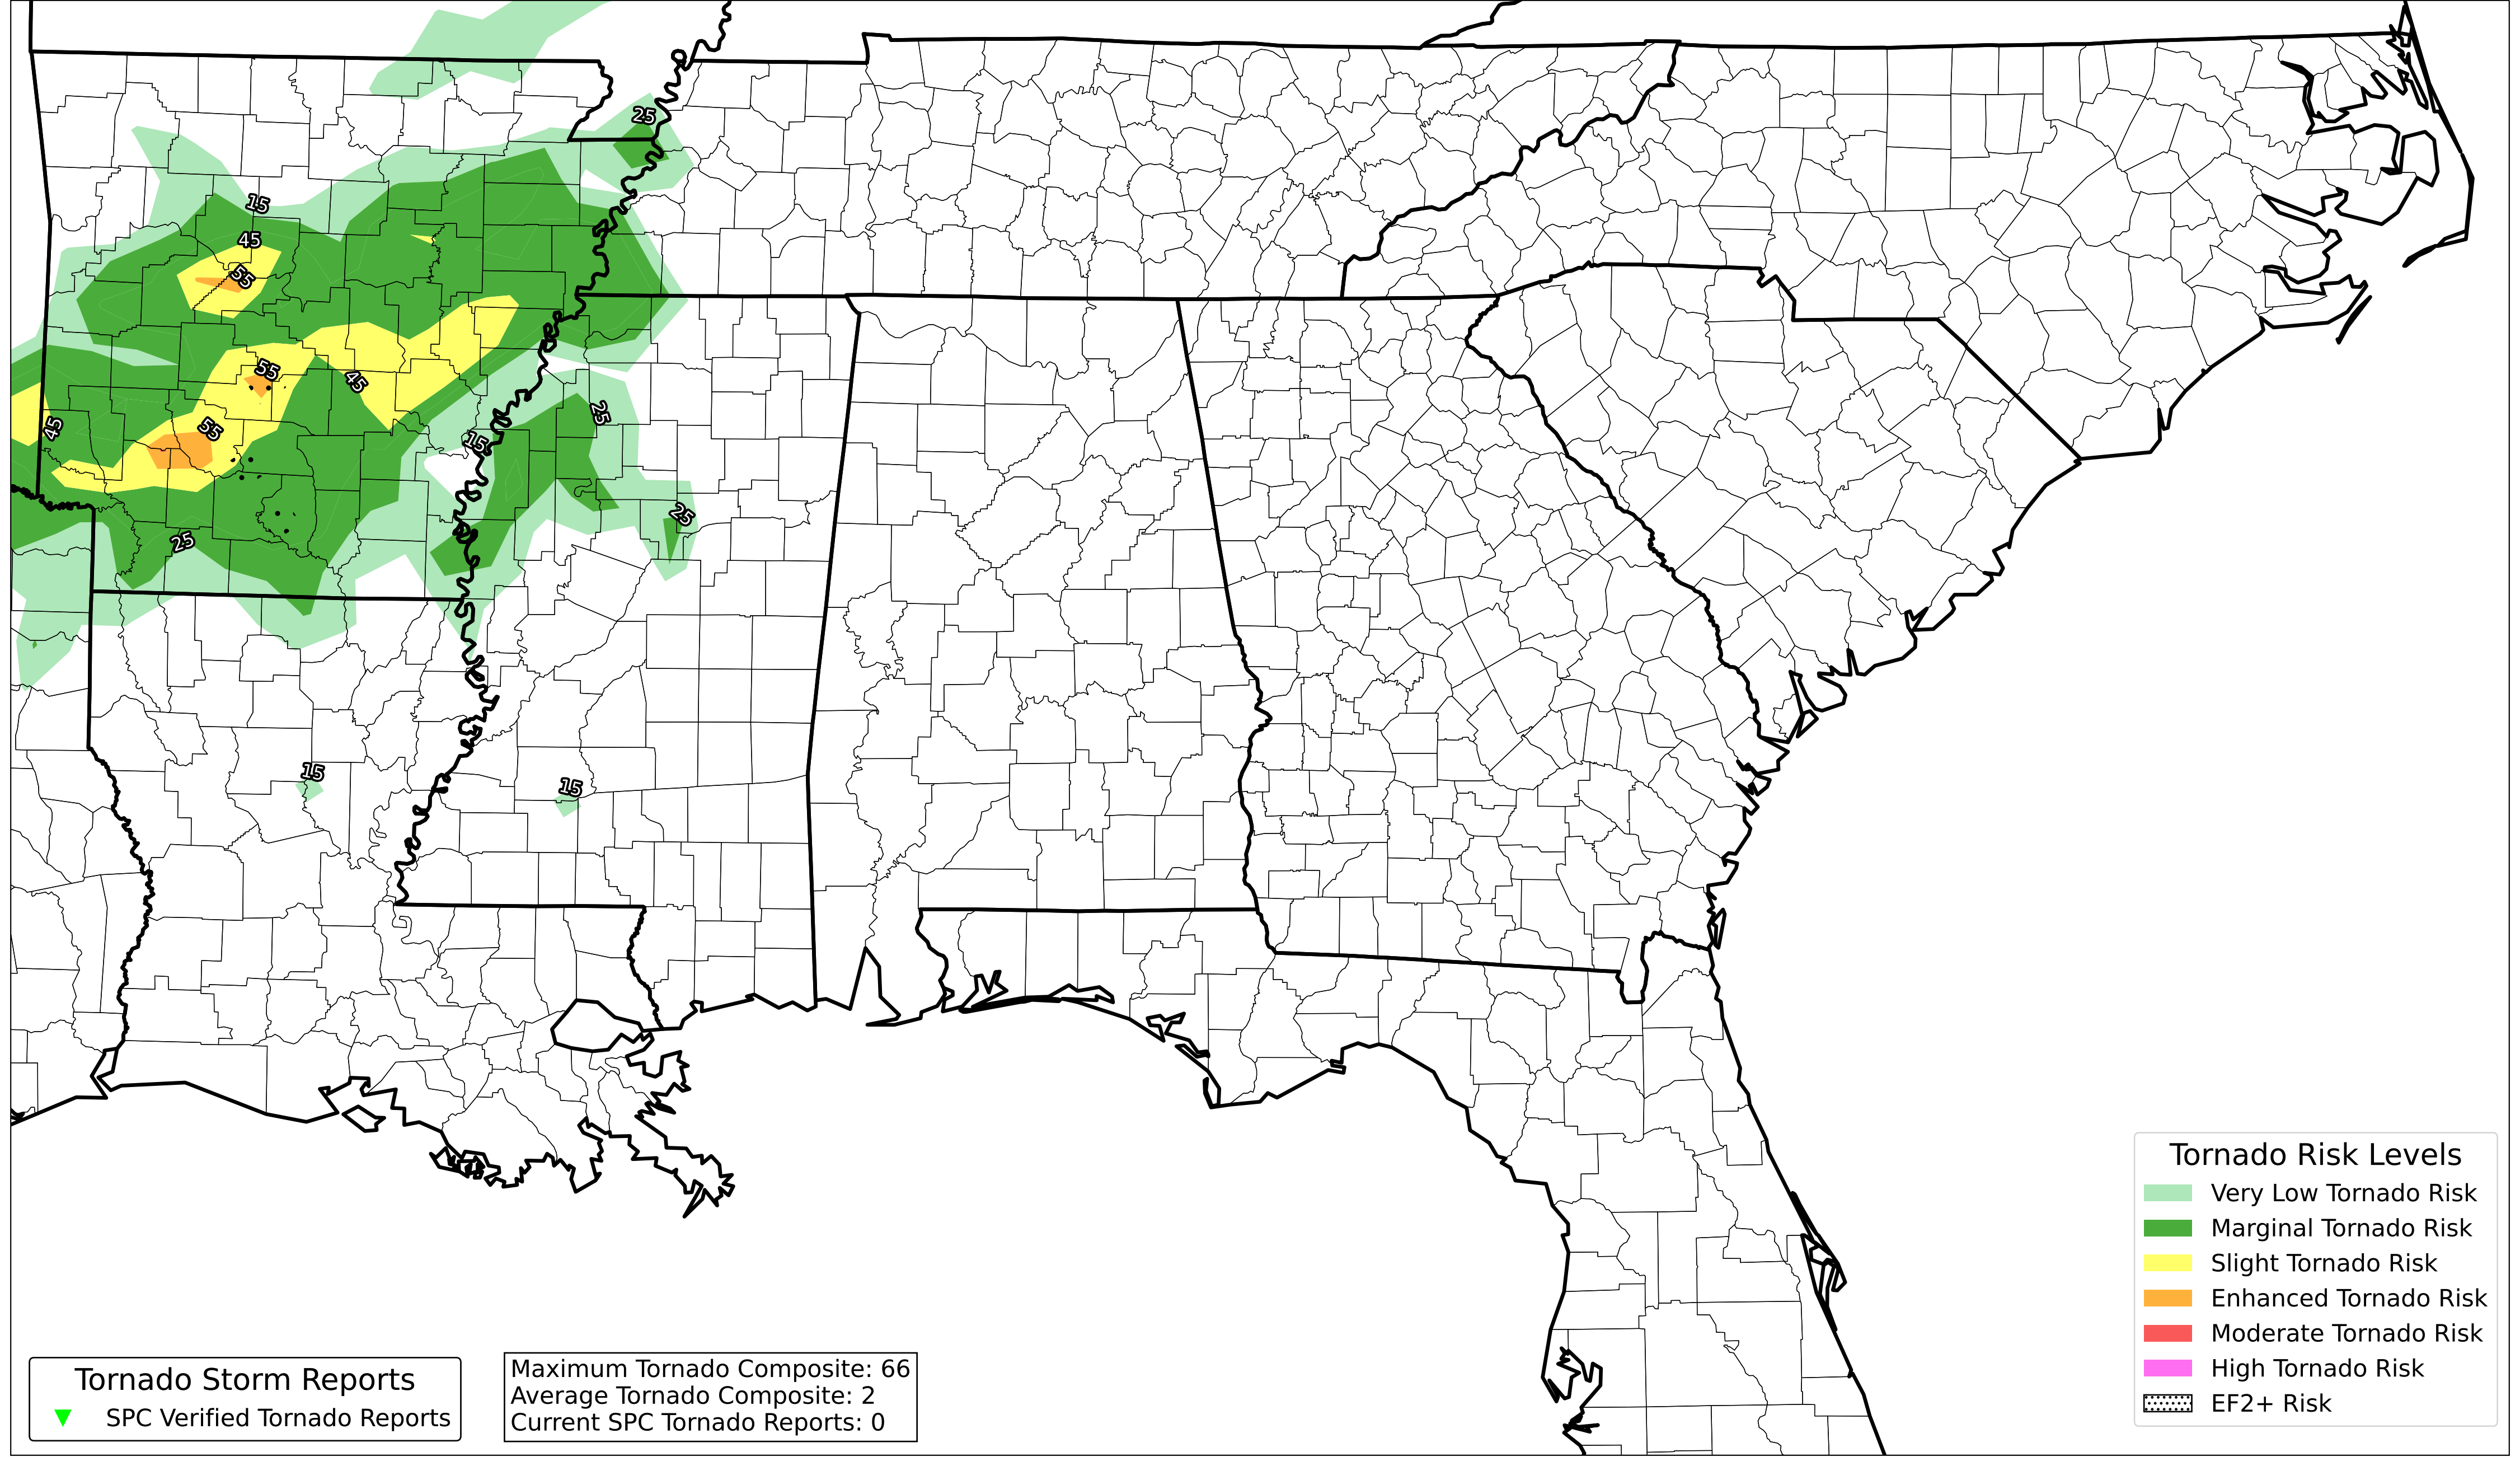 25
15
45
55
55
45
25
45
55
15
25
25
15
15
Tornado Risk Levels
Very Low Tornado Risk
Marginal Tornado Risk
Slight Tornado Risk
Enhanced Tornado Risk
Moderate Tornado Risk
High Tornado Risk
EF2+ Risk
Tornado Storm Reports
SPC Verified Tornado Reports
Maximum Tornado Composite: 66
Average Tornado Composite: 2
Current SPC Tornado Reports: 0